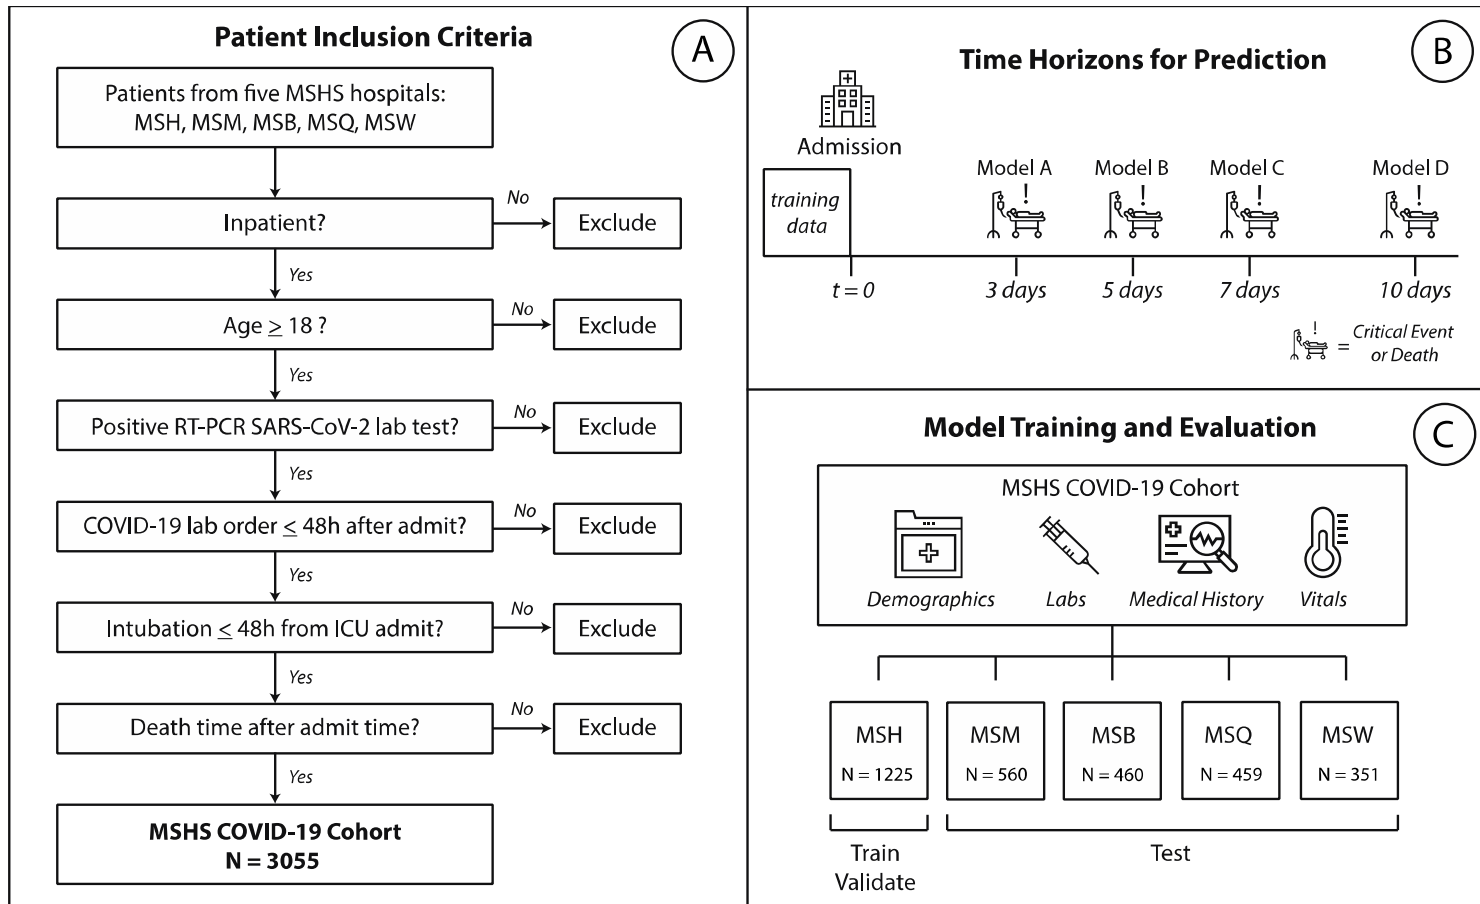 Patient Inclusion Criteria
A
Patients from five MSHS hospitals:
MSH, MSM, MSB, MSQ, MSW
Inpatient?
No
Exclude
Yes
Age ≥ 18 ?
No
Exclude
Yes
Positive RT-PCR SARS-CoV-2 lab test?
No
Exclude
Yes
COVID-19 lab order ≤ 48h after admit?
No
Exclude
Yes
Intubation ≤ 48h from ICU admit?
No
Exclude
Yes
Death time after admit time?
No
Exclude
Yes
MSHS COVID-19 Cohort
N = 3055
Time Horizons for Prediction
B
Admission
training
data
Model A
Model B
Model C
Model D
t = 0
3 days
5 days
7 days
10 days
= Critical Event
or Death
Model Training and Evaluation
C
MSHS COVID-19 Cohort
Demographics
Labs
Medical History
Vitals
MSH
N = 1225
MSM
N = 560
MSB
N = 460
MSQ
N = 459
MSW
N = 351
Train
Validate
Test